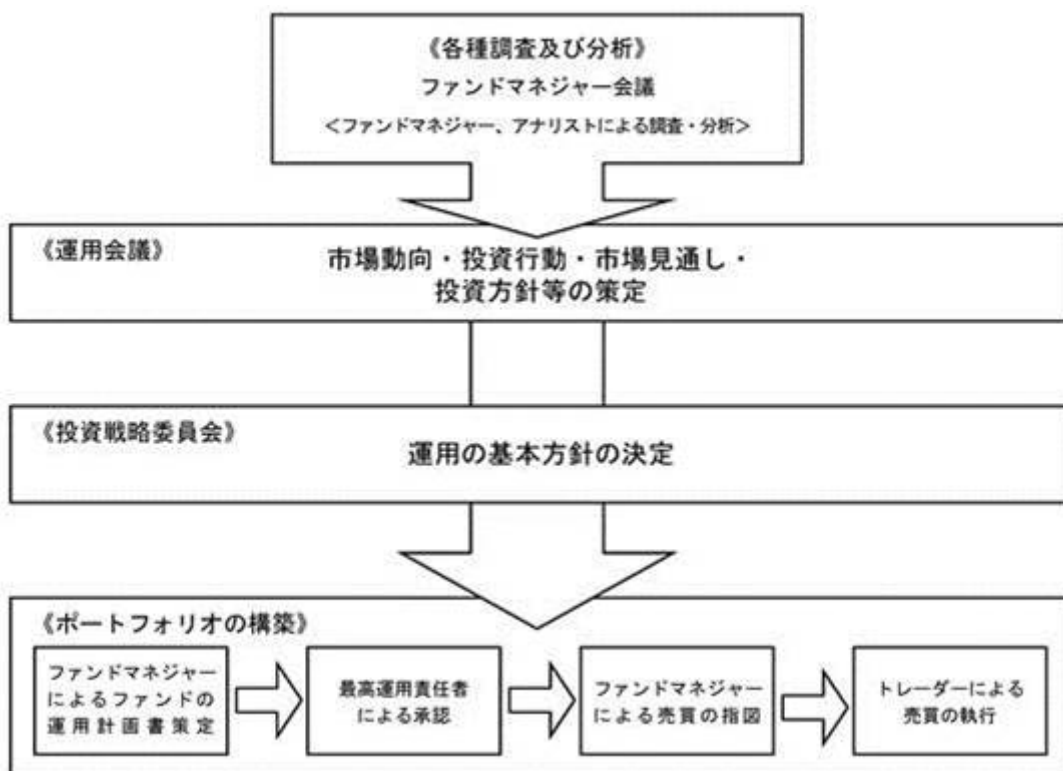 《各種調査及び分析》
ファンドマネジャー会議
＜ファンドマネジャー、アナリストによる調査・分析＞
《運用会議》
市場動向・投資行動・市場見通し・
投資方針等の策定
《投資戦略委員会》
運用の基本方針の決定
《ポートフォリオの構築》
ファンドマネジャー
によるファンドの
運用計画書策定
最高運用責任者
による承認
ファンドマネジャー
による売買の指図
トレーダーによる
売買の執行